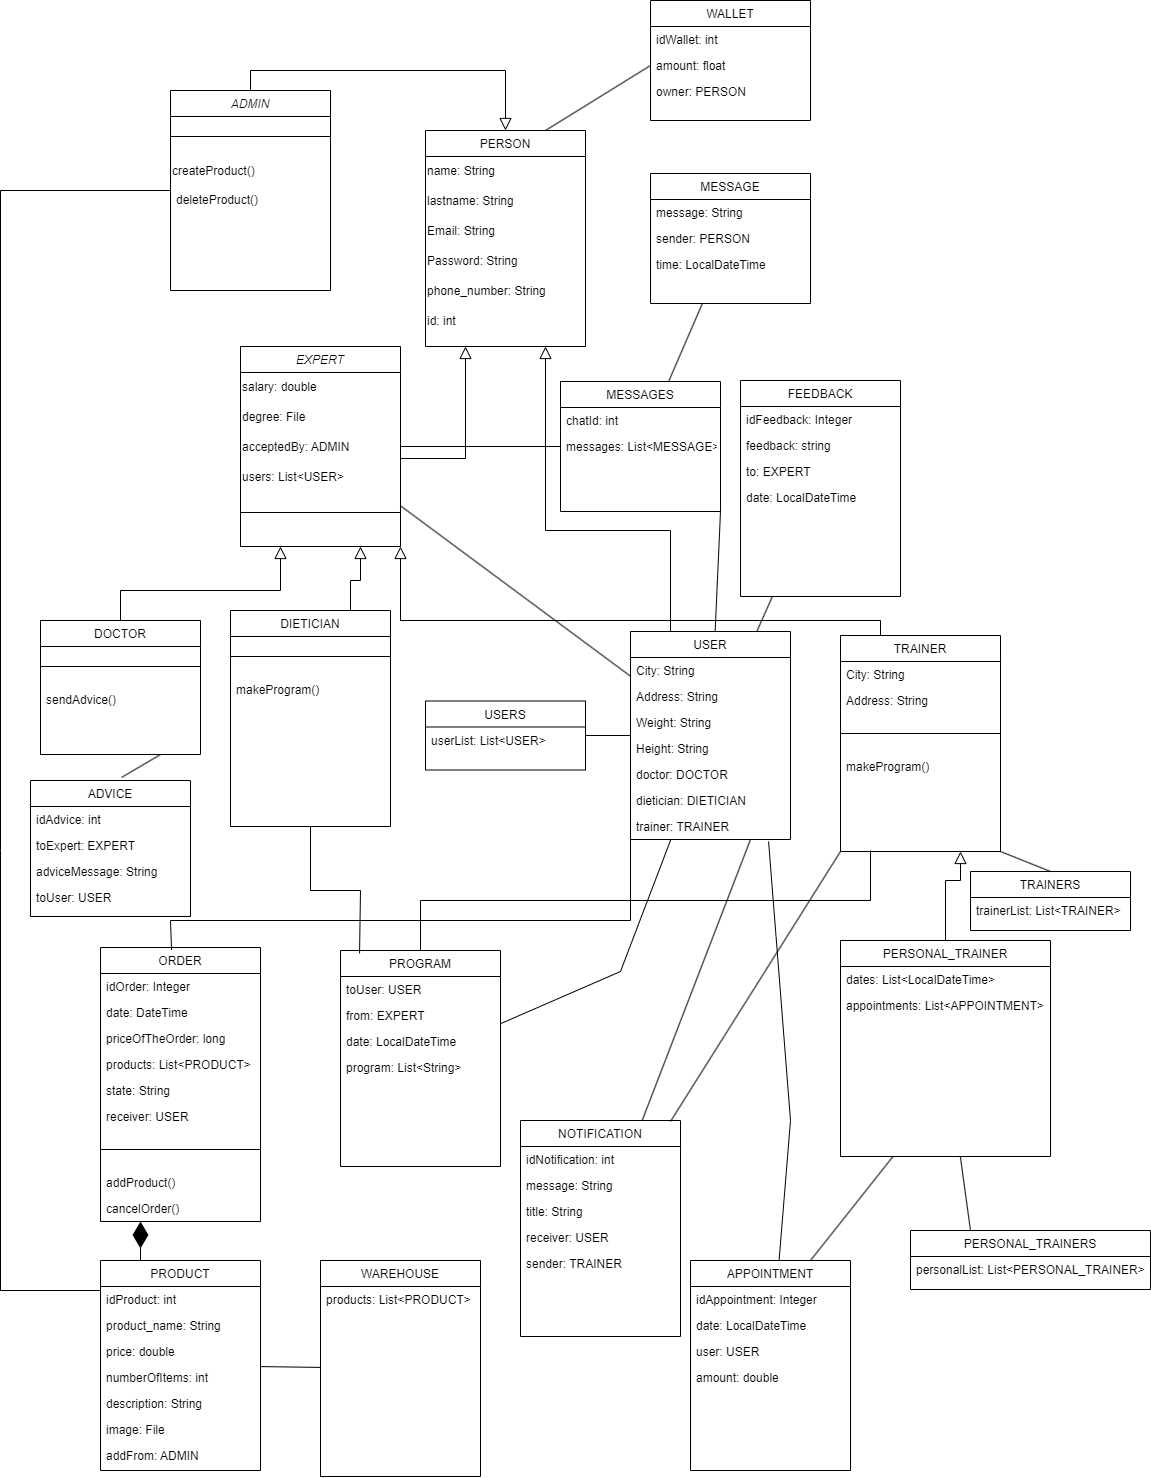 WALLET
idWallet: int
amount: float
owner: PERSON
ADMIN
createProduct()
deleteProduct()
PERSON
name: String
lastname: String
Email: String
Password: String
phone_number: String
id: int
MESSAGE
message: String
sender: PERSON
time: LocalDateTime
EXPERT
salary: double
degree: File
acceptedBy: ADMIN
users: List<USER>
MESSAGES
chatId: int
messages: List<MESSAGE>
FEEDBACK
idFeedback: Integer
feedback: string
to: EXPERT
date: LocalDateTime
DOCTOR
sendAdvice()
DIETICIAN
makeProgram()
USER
City: String
Address: String
Weight: String
Height: String
doctor: DOCTOR
dietician: DIETICIAN
trainer: TRAINER
TRAINER
City: String
Address: String
makeProgram()
USERS
userList: List<USER>
ADVICE
idAdvice: int
toExpert: EXPERT
adviceMessage: String
toUser: USER
TRAINERS
trainerList: List<TRAINER>
ORDER
idOrder: Integer
date: DateTime
priceOfTheOrder: long
products: List<PRODUCT>
state: String
receiver: USER
addProduct()
cancelOrder()
PROGRAM
toUser: USER
from: EXPERT
date: LocalDateTime
program: List<String>
PERSONAL_TRAINER
dates: List<LocalDateTime>
appointments: List<APPOINTMENT>
NOTIFICATION
idNotification: int
message: String
title: String
receiver: USER
sender: TRAINER
PERSONAL_TRAINERS
personalList: List<PERSONAL_TRAINER>
PRODUCT
idProduct: int
product_name: String
price: double
numberOfItems: int
description: String
image: File
addFrom: ADMIN
WAREHOUSE
products: List<PRODUCT>
APPOINTMENT
idAppointment: Integer
date: LocalDateTime
user: USER
amount: double